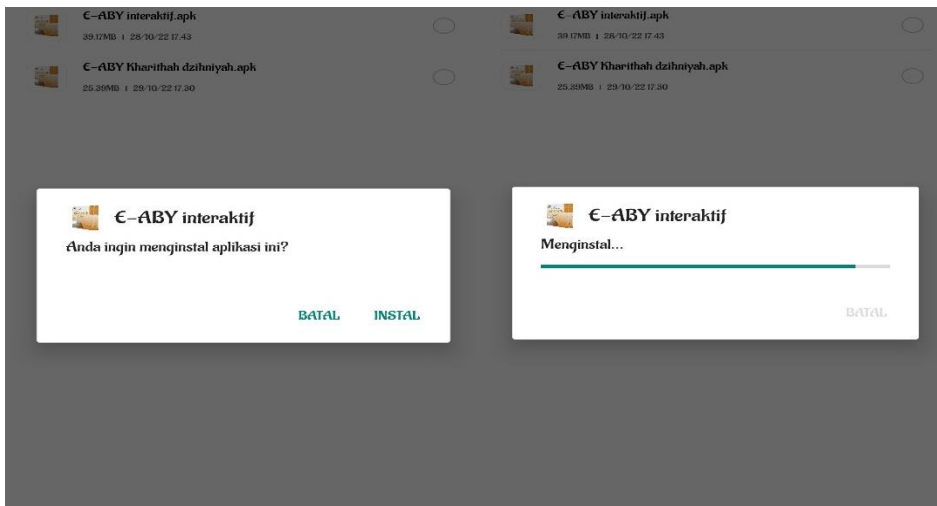 E-ABY interaktif.apk
39.17MB | 28/10/22 17.43
E-ABY Kharithah dzihniyah.apk
25.39MB | 29/10/22 17.30
E-ABY interaktif
Anda ingin menginstal aplikasi ini?
BATAL INSTAL
E-ABY interaktif.apk
39.17MB | 28/10/22 17.43
E-ABY Kharithah dzihniyah.apk
25.39MB | 29/10/22 17.30
E-ABY interaktif
Menginstal...
BATAL